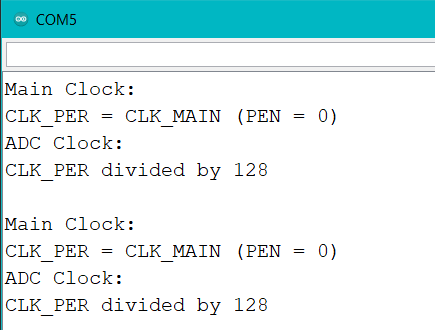 COM5
Main Clock:
CLK_PER = CLK_MAIN (PEN = 0)
ADC Clock:
CLK_PER divided by 128
Main Clock:
CLK_PER = CLK_MAIN (PEN = 0)
ADC Clock:
CLK_PER divided by 128